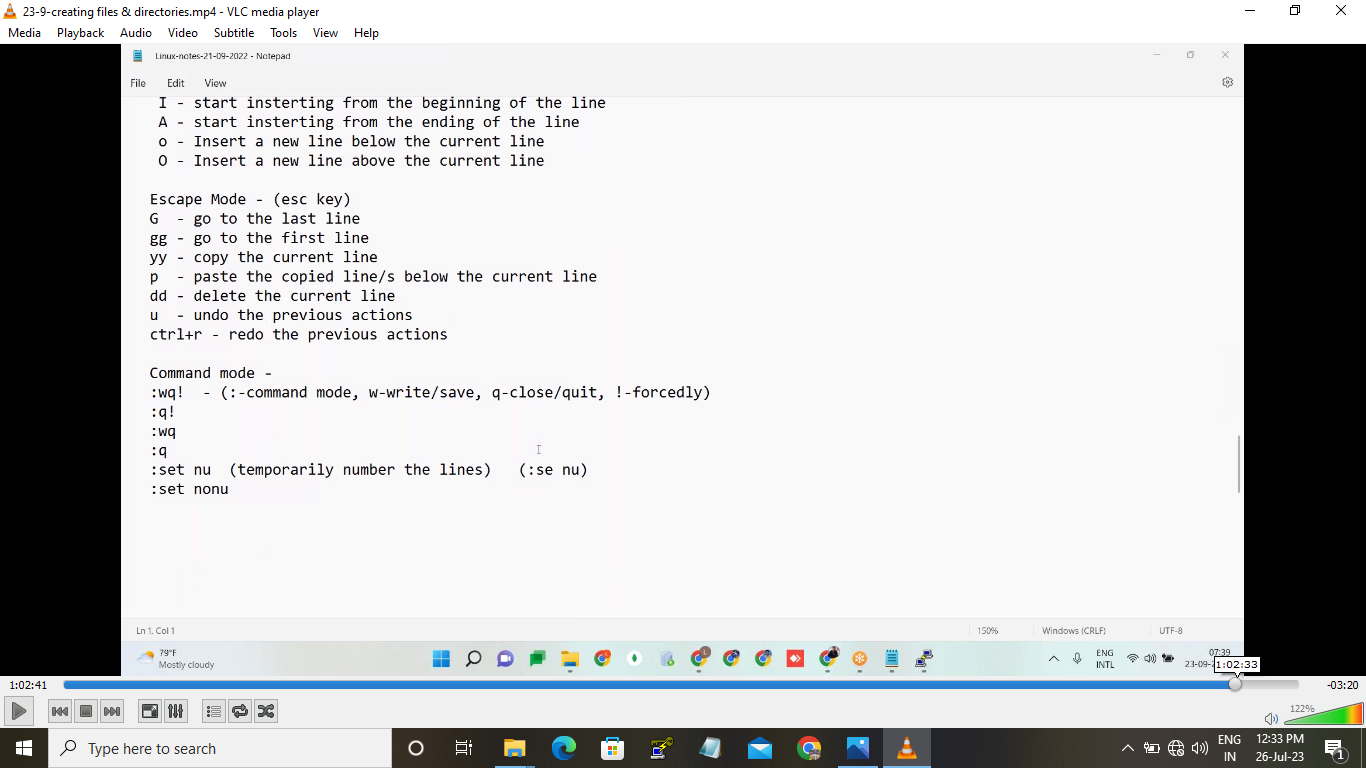 23-9-creating files & directories.mp4 - VLC media player
Media Playback Audio Video Subtitle Tools View Help
Linux-notes-21-09-2022 - Notepad
File Edit View
I - start insterting from the beginning of the line
A - start insterting from the ending of the line
o - Insert a new line below the current line
O - Insert a new line above the current line
Escape Mode - (esc key)
G - go to the last line
gg - go to the first line
yy - copy the current line
p - paste the copied line/s below the current line
dd - delete the current line
u - undo the previous actions
ctrl+r - redo the previous actions
Command mode -
:wq! - (:-command mode, w-write/save, q-close/quit, !-forcedly)
:q!
:wq
:q
:set nu (temporarily number the lines) (:se nu)
:set nonu
Ln 1, Col 1 150% Windows (CRLF) UTF-8
79°F
Mostly cloudy
ENG
INTL
07:39
23-09-2
1:02:33
1:02:41 -03:20
122%
Type here to search
ENG
IN
12:33 PM
26-Jul-23
1